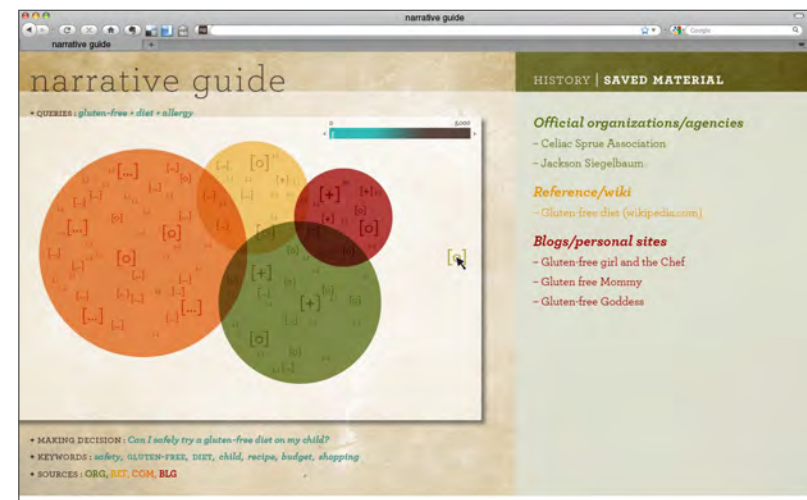 narrative guide
Google
narrative guide
narrative guide
HISTORY | SAVED MATERIAL
+ QUERIES : gluten-free + diet + allergy
0 5,000
[...] [o] [+] [+]
[...] [o]
[o] [+]
[+]
[...] [...]
[...] [o]
[o]
Official organizations/agencies
– Celiac Sprue Association
– Jackson Siegelbaum
Reference/wiki
– Gluten-free diet (wikipedia.com)
Blogs/personal sites
– Gluten-free girl and the Chef
– Gluten free Mommy
– Gluten-free Goddess
+ MAKING DECISION : Can I safely try a gluten-free diet on my child?
+ KEYWORDS : safety, GLUTEN-FREE, DIET, child, recipe, budget, shopping
+ SOURCES : ORG, REF, COM, BLG